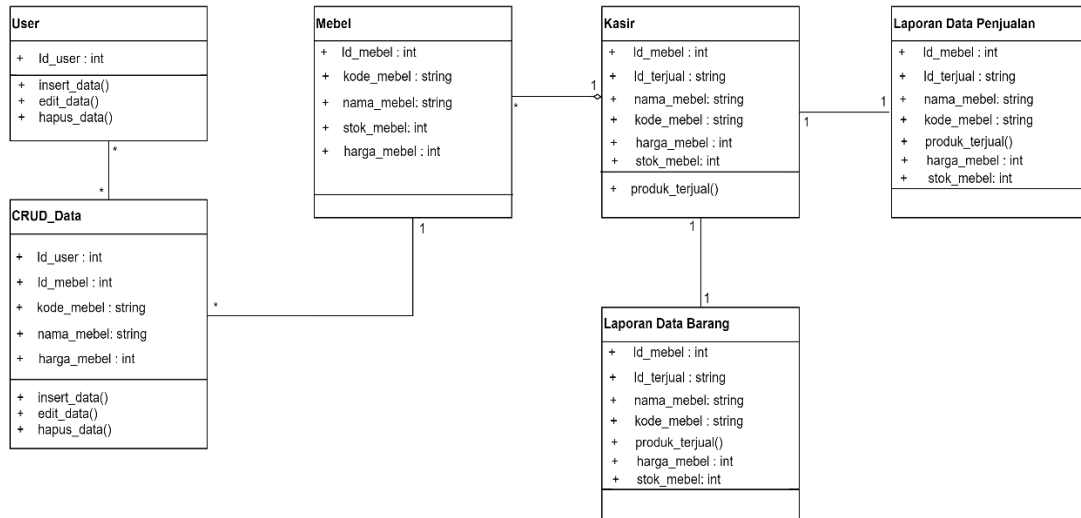 User
+ Id_user : int
+ insert_data()
+ edit_data()
+ hapus_data()
*
*
CRUD_Data
+ Id_user : int
+ Id_mebel : int
+ kode_mebel : string
+ nama_mebel: string
+ harga_mebel : int
+ insert_data()
+ edit_data()
+ hapus_data()
*
1
Mebel
+ Id_mebel : int
+ kode_mebel : string
+ nama_mebel: string
+ stok_mebel: int
+ harga_mebel : int
*
1
Kasir
+ Id_mebel : int
+ Id_terjual : string
+ nama_mebel: string
+ kode_mebel : string
+ harga_mebel : int
+ stok_mebel: int
+ produk_terjual()
1
1
Laporan Data Penjualan
+ Id_mebel : int
+ Id_terjual : string
+ nama_mebel: string
+ kode_mebel : string
+ produk_terjual()
+ harga_mebel : int
+ stok_mebel: int
1
1
Laporan Data Barang
+ Id_mebel : int
+ Id_terjual : string
+ nama_mebel: string
+ kode_mebel : string
+ produk_terjual()
+ harga_mebel : int
+ stok_mebel: int